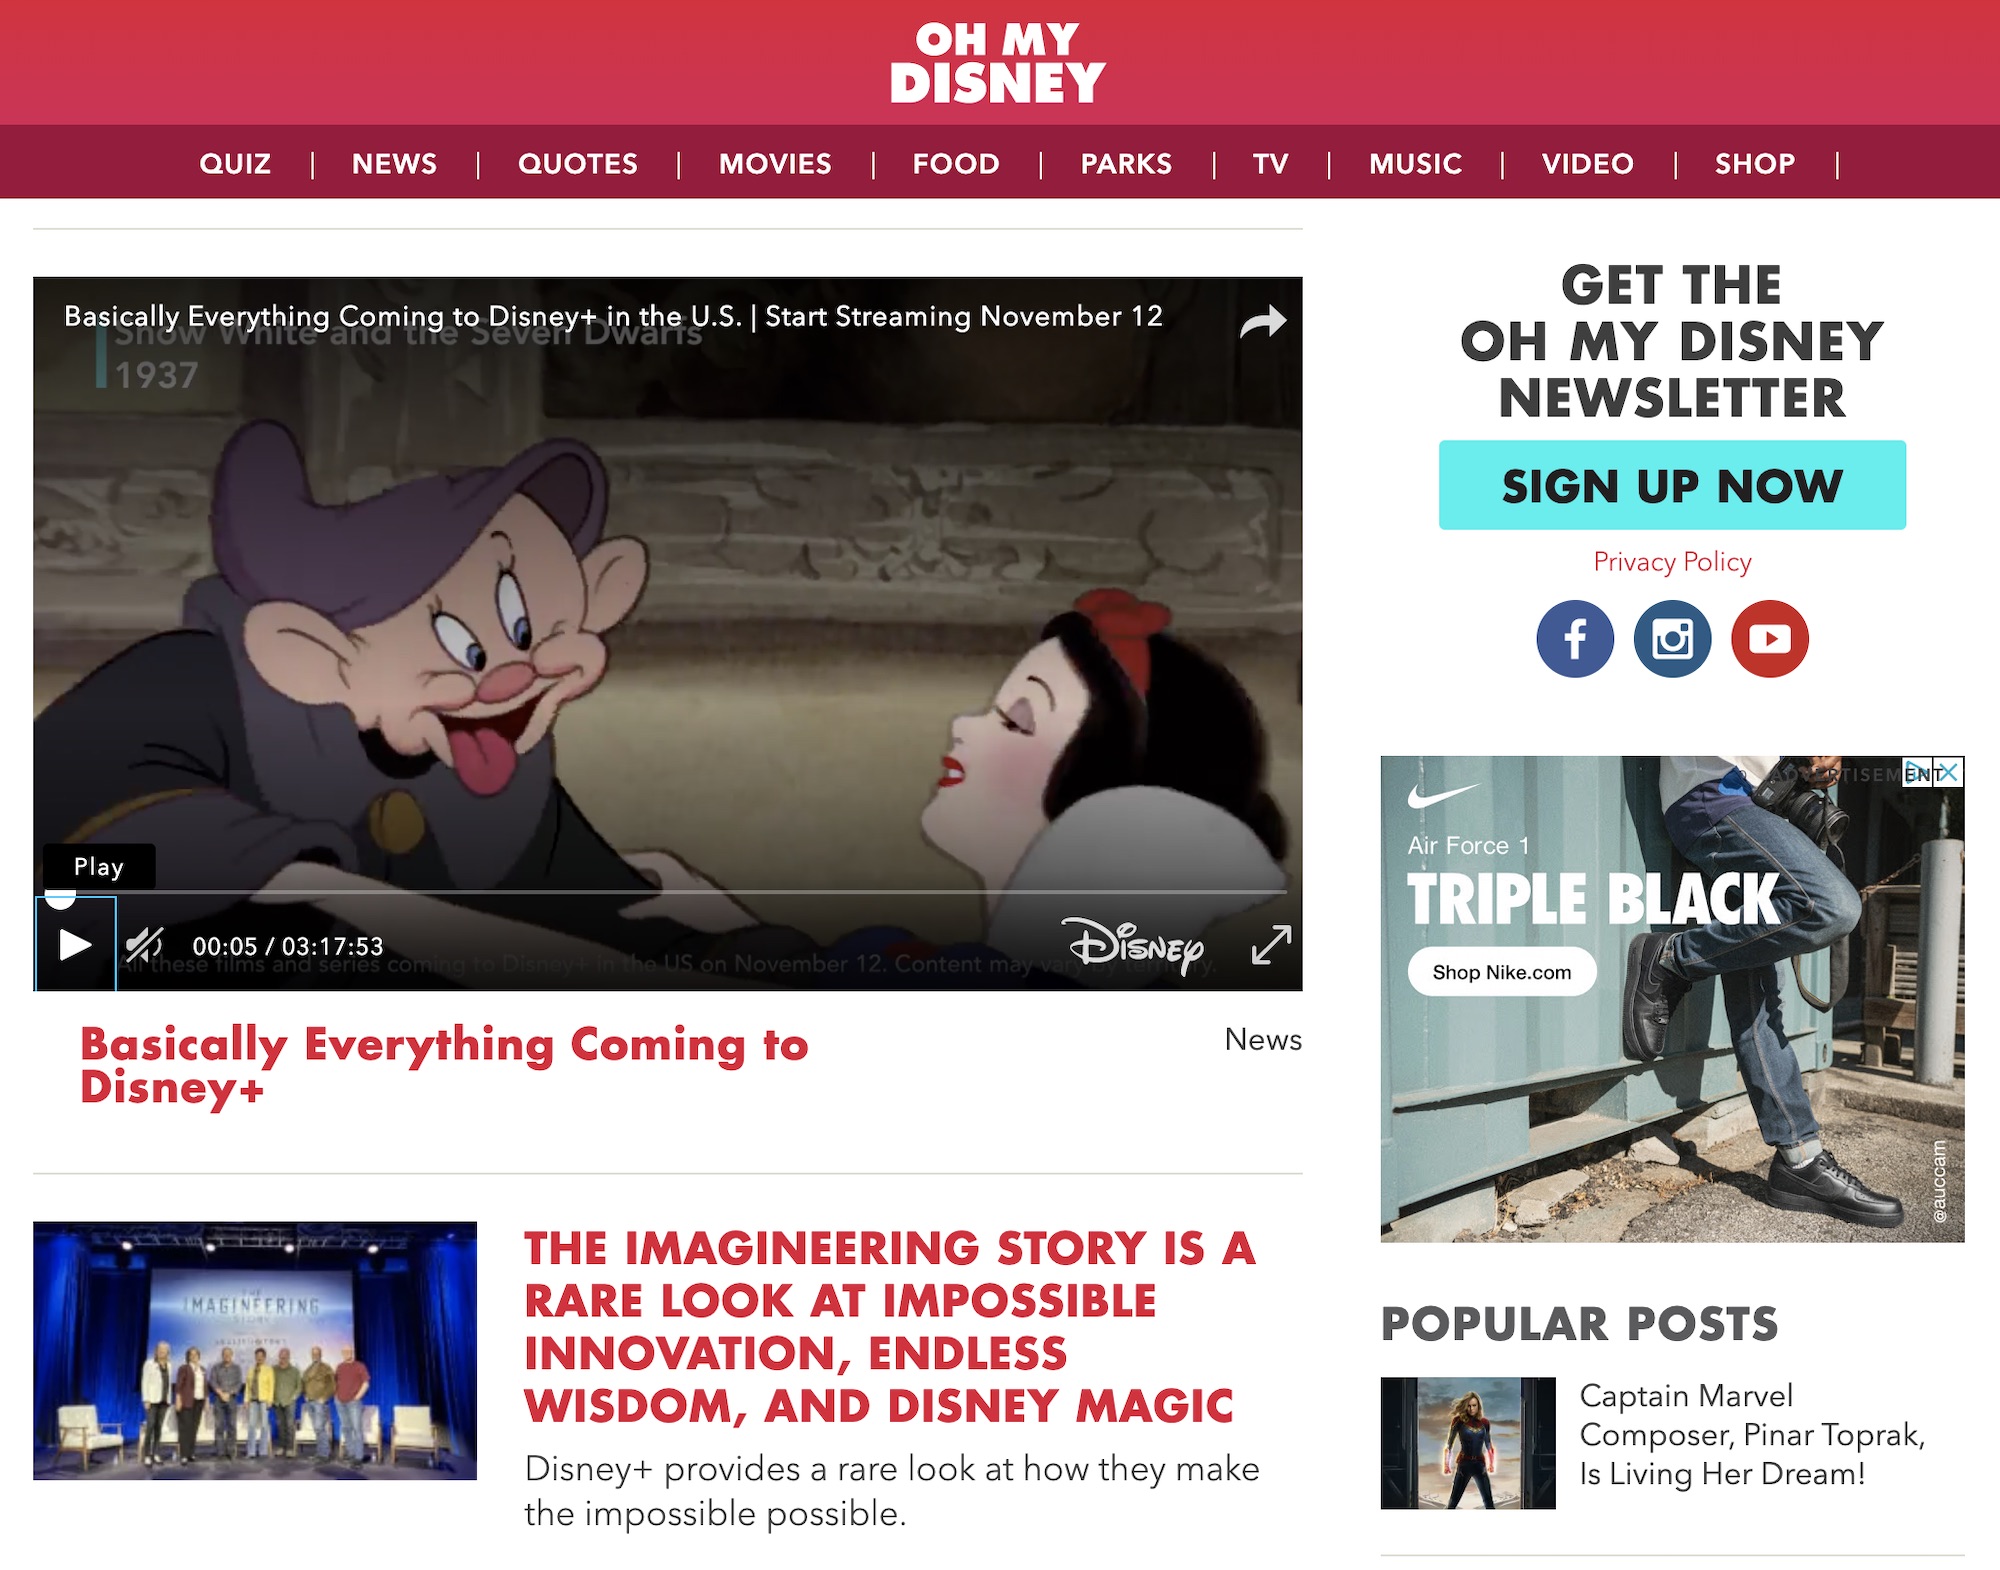 OH MY
DISNEY
QUIZ | NEWS | QUOTES | MOVIES | FOOD | PARKS | TV | MUSIC | VIDEO | SHOP |
Basically Everything Coming to Disney+ in the U.S. | Start Streaming November 12
Snow White and the Seven Dwarfs
1937
Play
00:05 / 03:17:53
All these films and series coming to Disney+ in the US on November 12. Content may vary by territory.
Disney
Basically Everything Coming to
Disney+
News
THE IMAGINEERING STORY IS A
RARE LOOK AT IMPOSSIBLE
INNOVATION, ENDLESS
WISDOM, AND DISNEY MAGIC
Disney+ provides a rare look at how they make
the impossible possible.
THE
IMAGINEERING
STORY
GET THE
OH MY DISNEY
NEWSLETTER
SIGN UP NOW
Privacy Policy
ADVERTISEMENT
Air Force 1
TRIPLE BLACK
Shop Nike.com
@auccam
POPULAR POSTS
Captain Marvel
Composer, Pinar Toprak,
Is Living Her Dream!